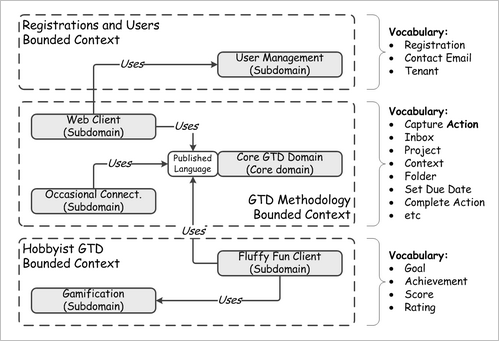 Registrations and Users
Bounded Context
Uses
User Management
(Subdomain)
Vocabulary:
• Registration
• Contact Email
• Tenant
Web Client
(Subdomain)
Uses
Uses
Published
Language
Core GTD Domain
(Core domain)
Occasional Connect.
(Subdomain)
GTD Methodology
Bounded Context
Vocabulary:
• Capture Action
• Inbox
• Project
• Context
• Folder
• Set Due Date
• Complete Action
• etc
Uses
Hobbyist GTD
Bounded Context
Fluffy Fun Client
(Subdomain)
Gamification
(Subdomain)
Uses
Vocabulary:
• Goal
• Achievement
• Score
• Rating